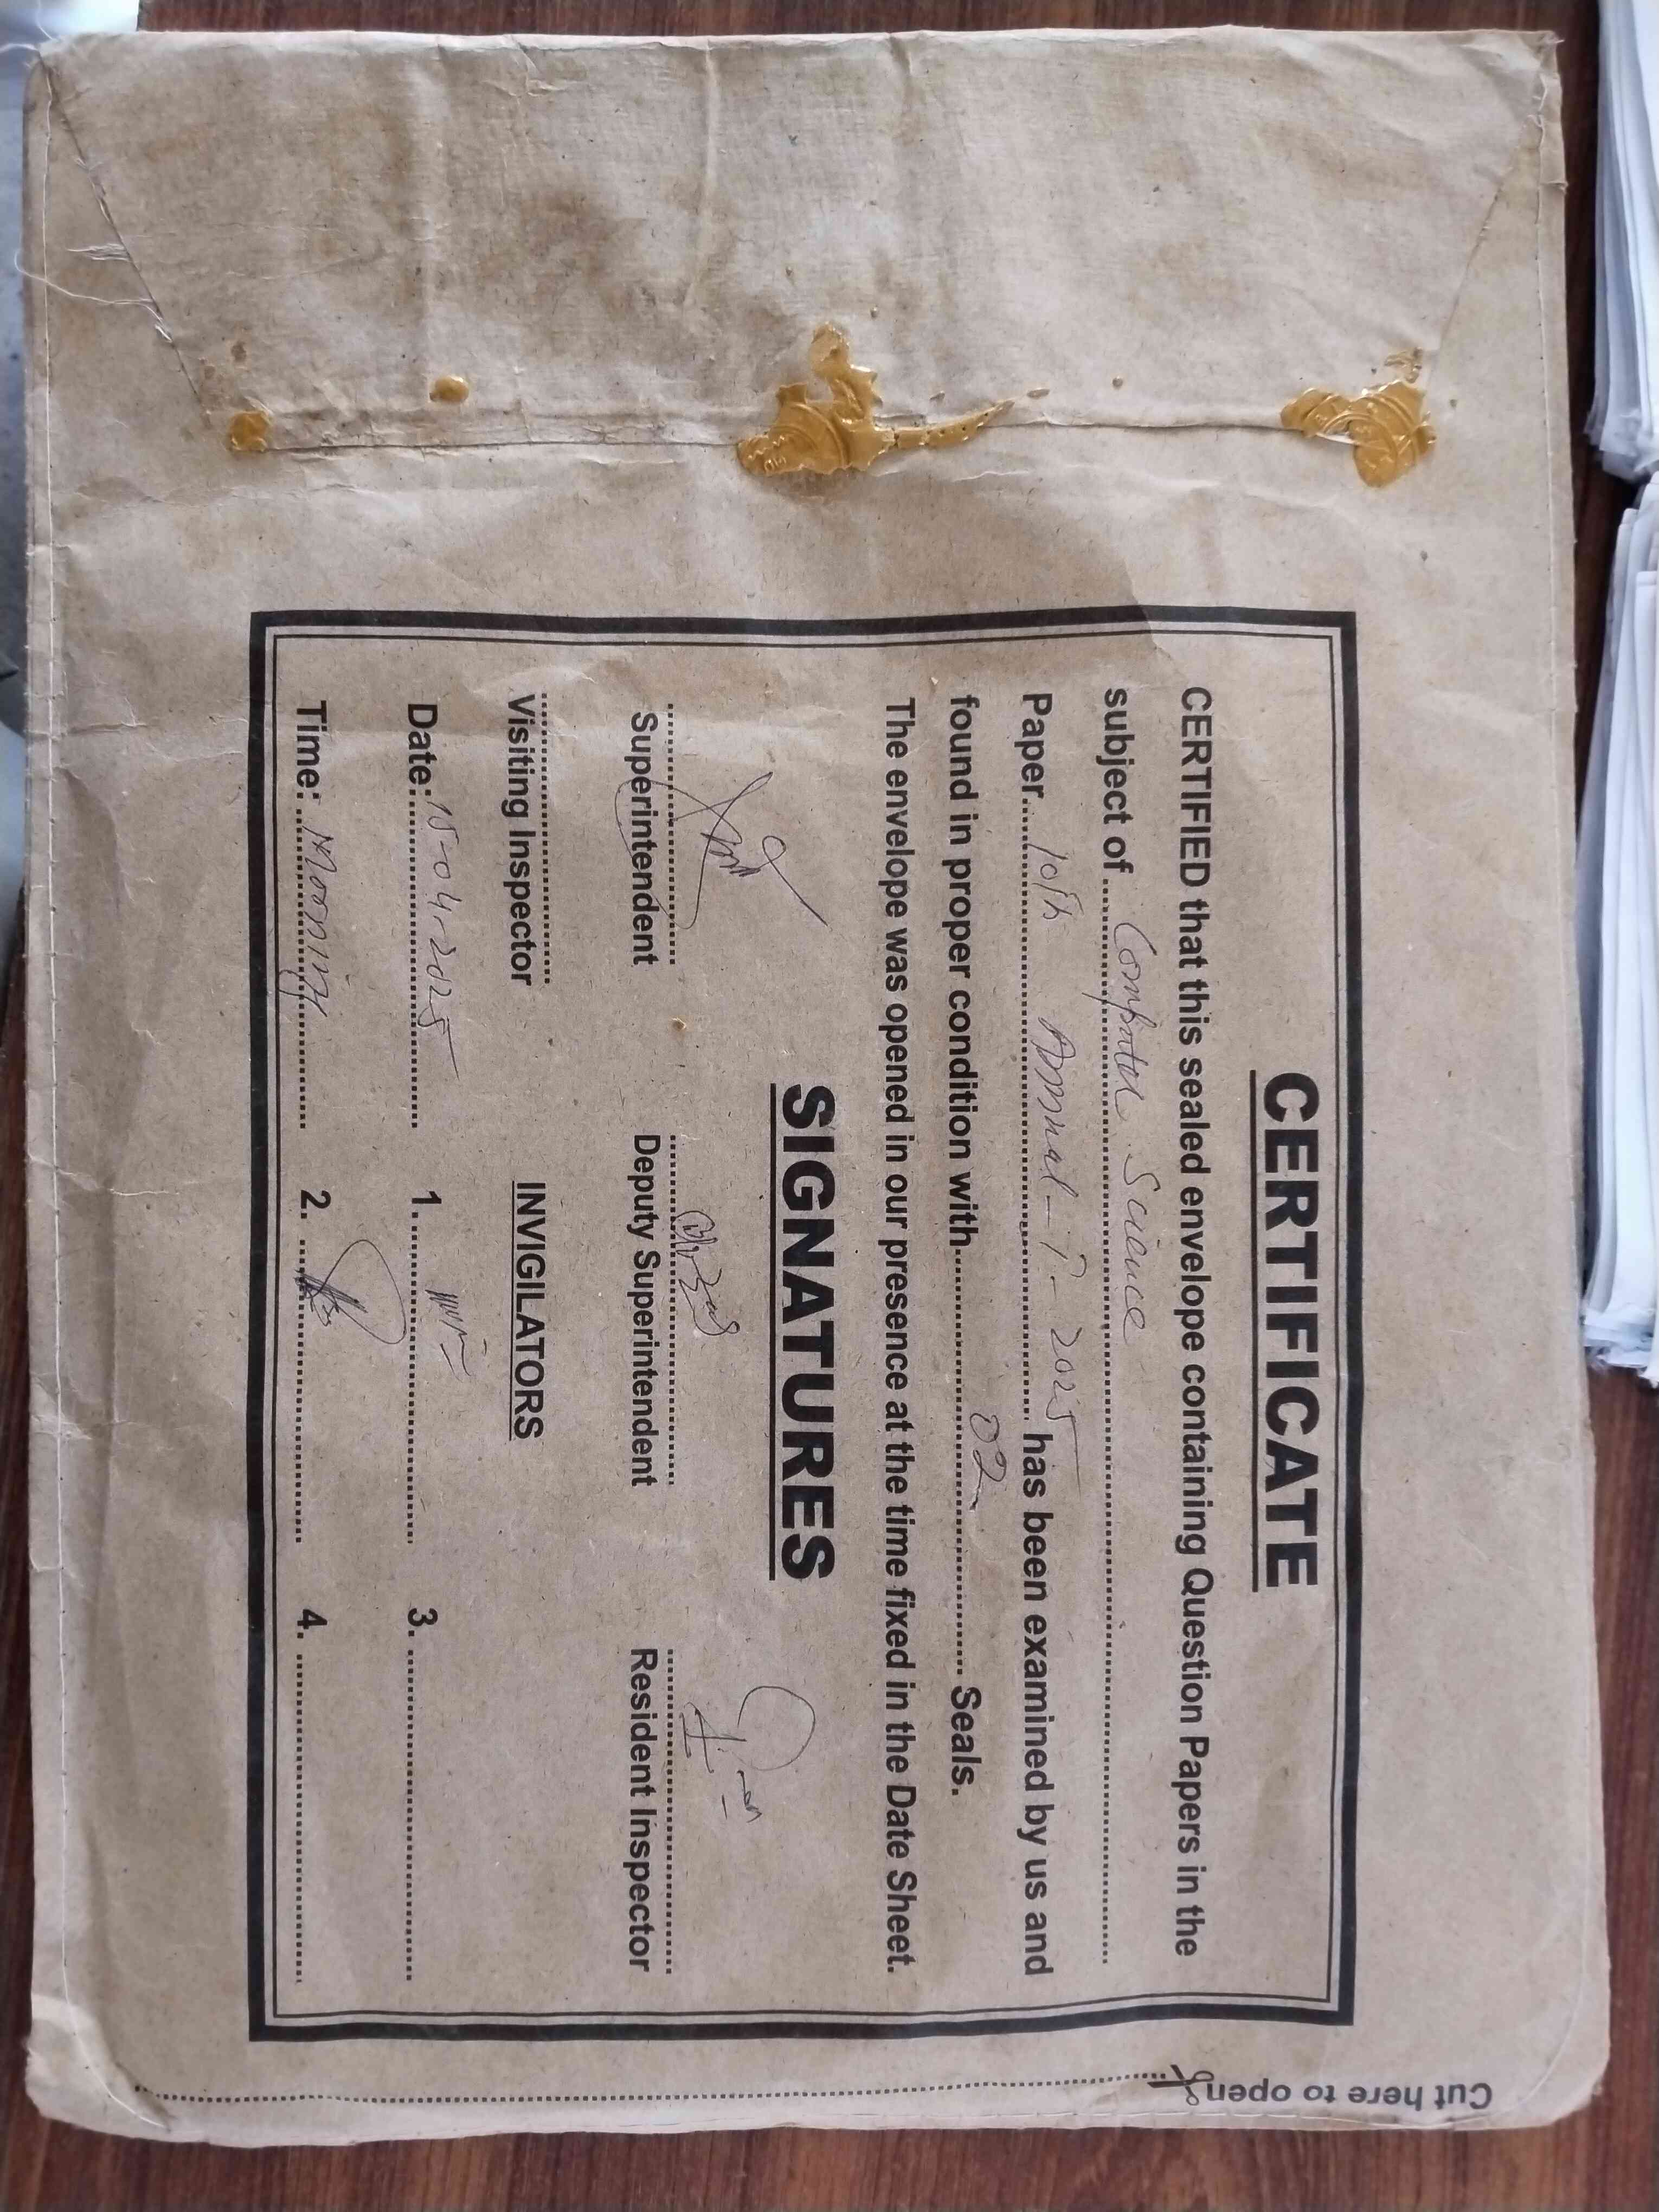 CERTIFICATE
CERTIFIED that this sealed envelope containing Question Papers in the
subject of Computer Science
Paper 10th Annual-I-2025 has been examined by us and
found in proper condition with 02 Seals.
The envelope was opened in our presence at the time fixed in the Date Sheet.
SIGNATURES
Superintendent Deputy Superintendent Resident Inspector
Visiting Inspector INVIGILATORS
Date: 15-04-2025 1. 3.
Time: Morning 2. 4.
Cut here to open